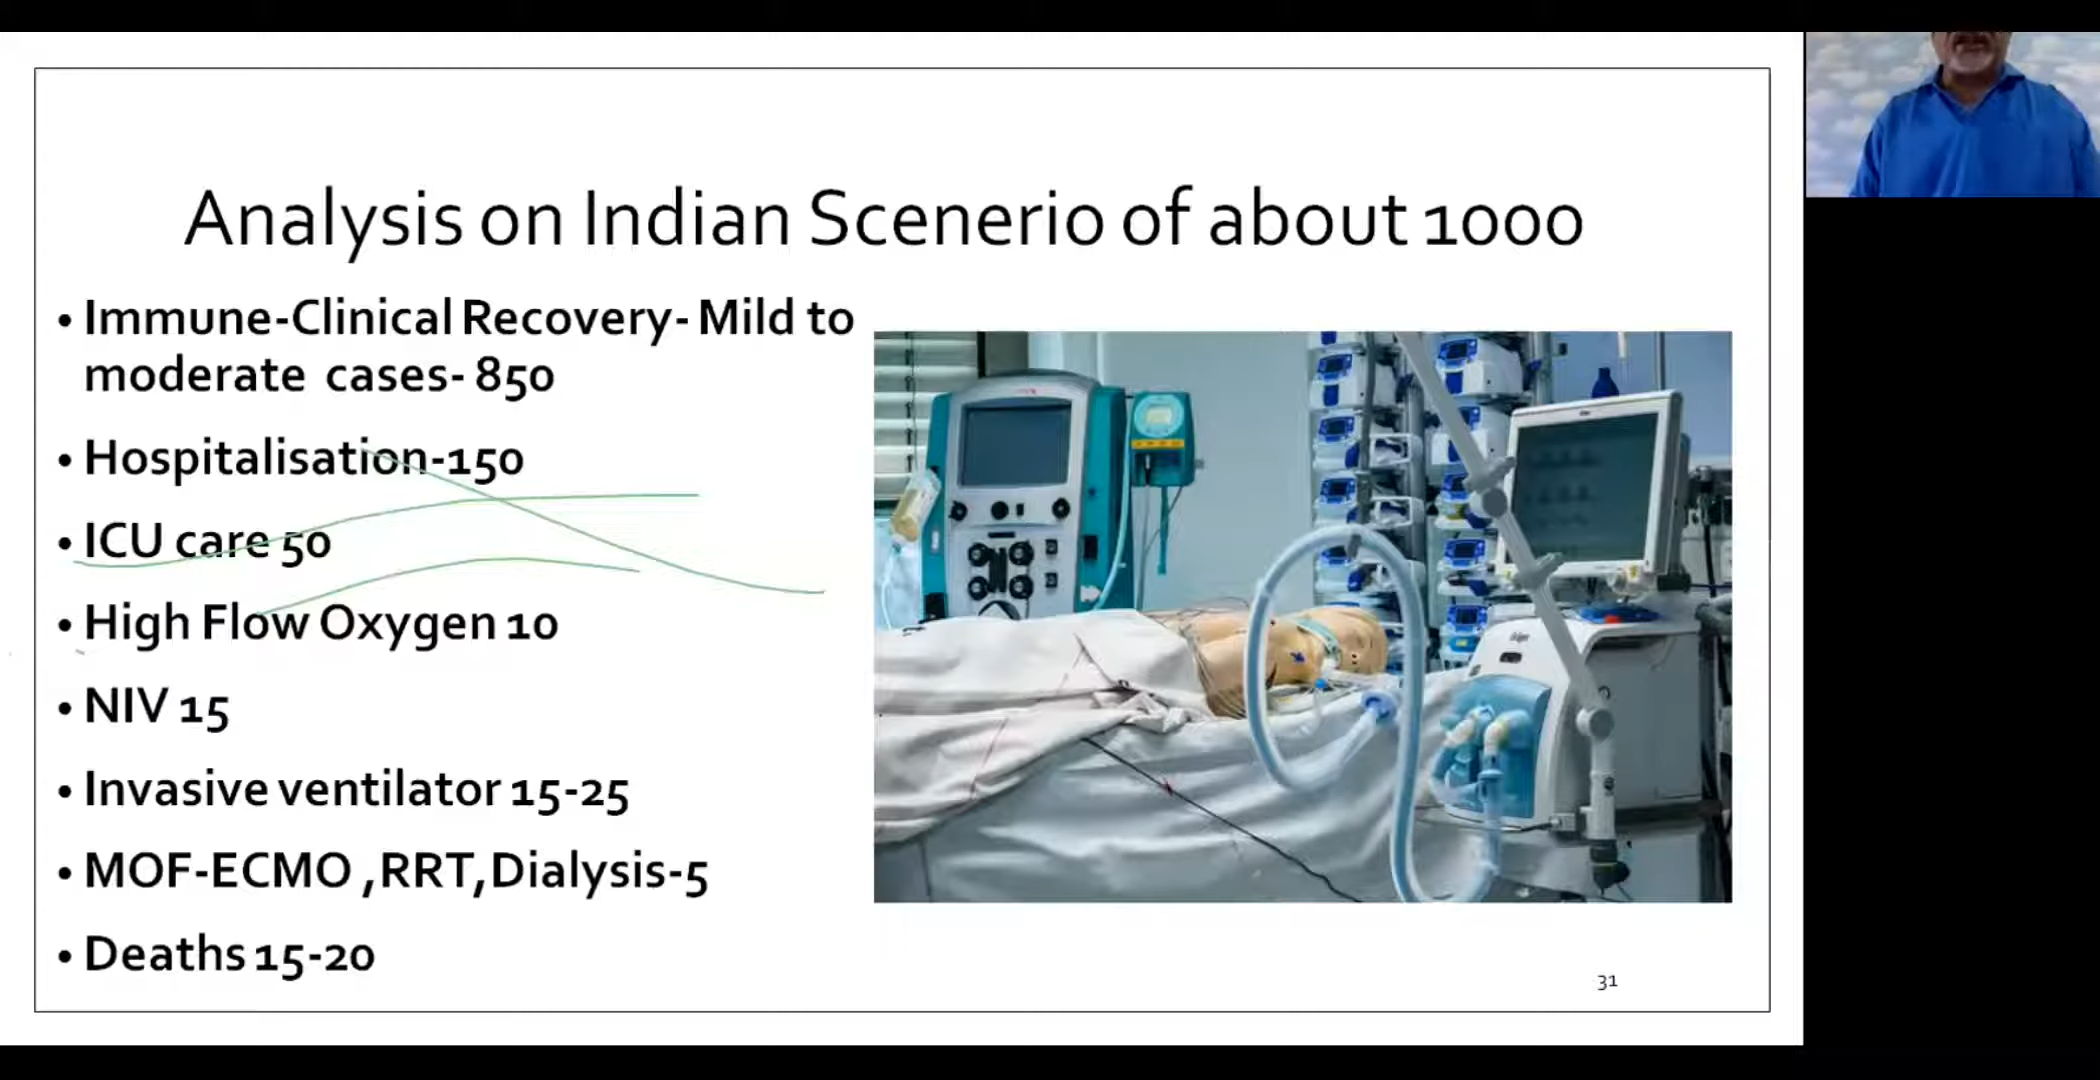 Analysis on Indian Scenerio of about 1000
• Immune-Clinical Recovery- Mild to
moderate cases- 850
• Hospitalisation-150
• ICU care 50
• High Flow Oxygen 10
• NIV 15
• Invasive ventilator 15-25
• MOF-ECMO ,RRT,Dialysis-5
• Deaths 15-20
31